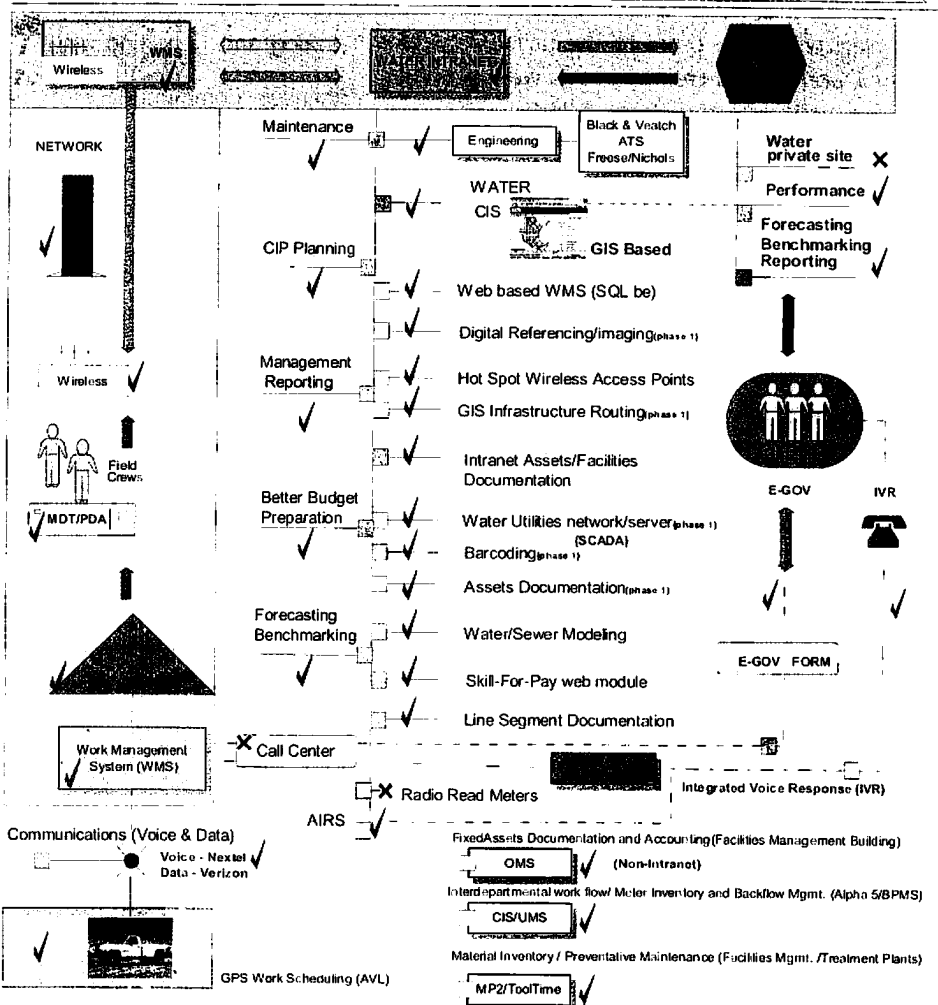 WMS
Wireless
WATER INTRANET
Maintenance
Engineering
Black & Veatch
ATS
Freese/Nichols
NETWORK
Water
private site
WATER
CIS
Performance
GIS Based
Forecasting
Benchmarking
Reporting
CIP Planning
Web based WMS (SQL be)
Digital Referencing/imaging(phase 1)
Management
Reporting
Hot Spot Wireless Access Points
GIS Infrastructure Routing(phase 1)
Wireless
Field
Crews
MDT/PDA
Intranet Assets/Facilities
Documentation
E-GOV
IVR
Better Budget
Preparation
Water Utilities network/server(phase 1)
(SCADA)
Barcoding(phase 1)
Assets Documentation(phase 1)
Forecasting
Benchmarking
Water/Sewer Modeling
E-GOV FORM
Skill-For-Pay web module
Line Segment Documentation
Work Management
System (WMS)
Call Center
Radio Read Meters
Integrated Voice Response (IVR)
AIRS
Communications (Voice & Data)
Voice - Nextel
Data - Verizon
FixedAssets Documentation and Accounting(Facilities Management Building)
OMS
(Non-Intranet)
Interdepartmental work flow/ Meter Inventory and Backflow Mgmt. (Alpha 5/BPMS)
CIS/UMS
GPS Work Scheduling (AVL)
Material Inventory / Preventative Maintenance (Facilities Mgmt. /Treatment Plants)
MP2/ToolTime